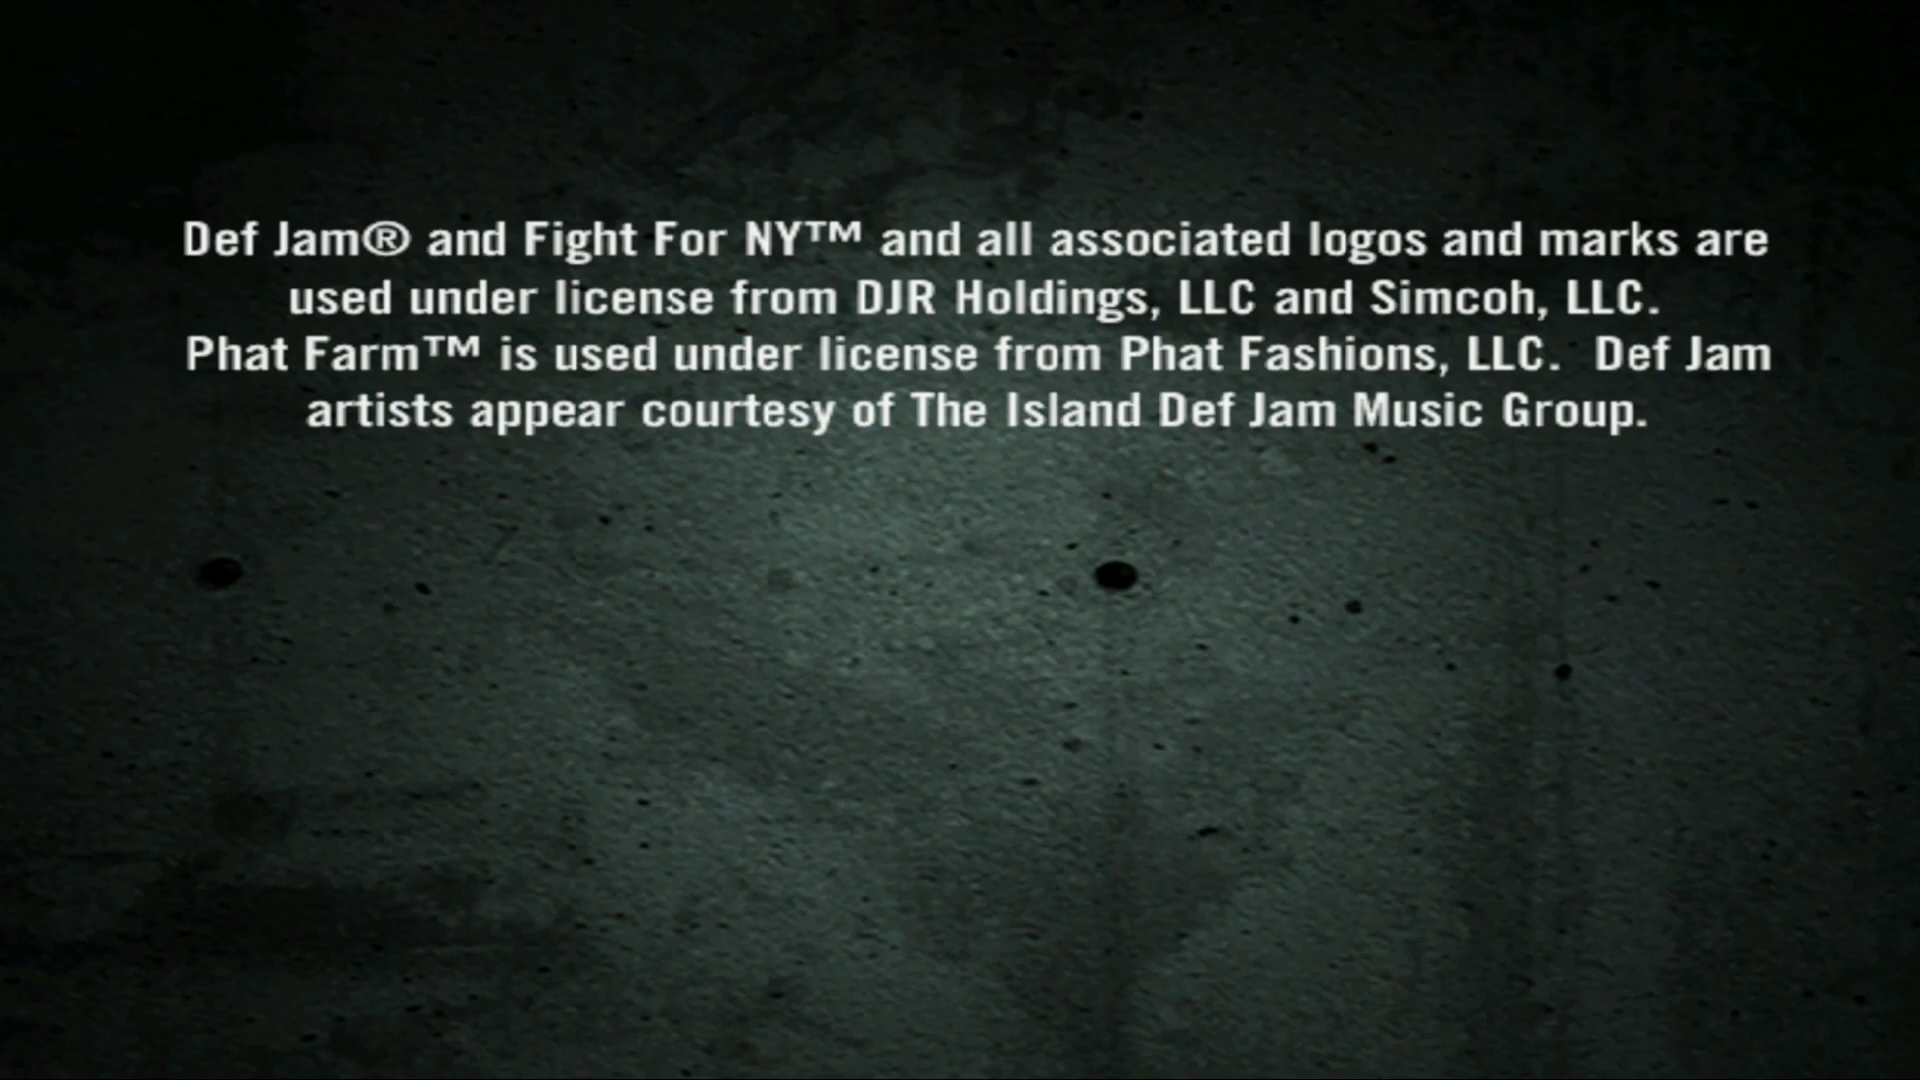 Def Jam® and Fight For NY™ and all associated logos and marks are
used under license from DJR Holdings, LLC and Simcoh, LLC.
Phat Farm™ is used under license from Phat Fashions, LLC.  Def Jam
artists appear courtesy of The Island Def Jam Music Group.